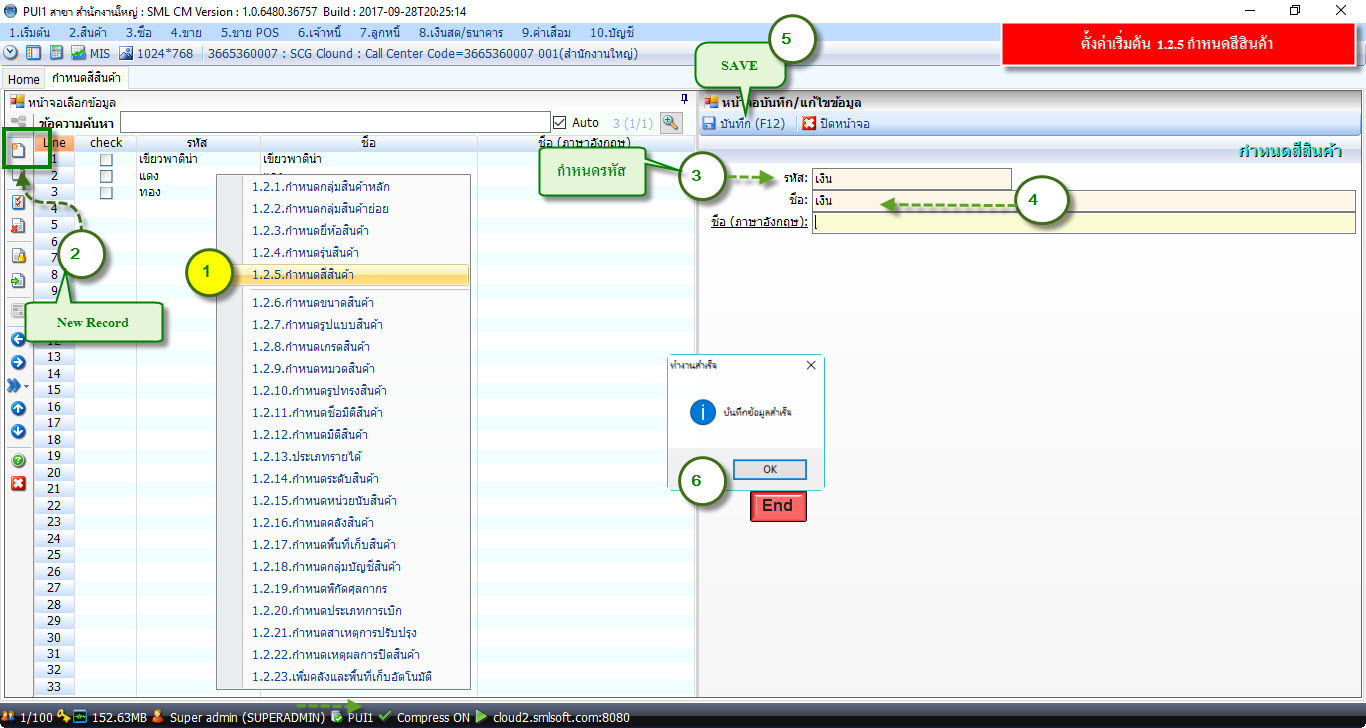 PUI1 สาขา สำนักงานใหญ่ : SML CM Version : 1.0.6480.36757 Build : 2017-09-28T20:25:14
1.เริ่มต้น 2.สินค้า 3.ซื้อ 4.ขาย 5.ขาย POS 6.เจ้าหนี้ 7.ลูกหนี้ 8.เงินสด/ธนาคาร 9.ค่าเสื่อม 10.บัญชี
MIS 1024*768 3665360007 : SCG Clound : Call Center Code=3665360007 001(สำนักงานใหญ่)
ตั้งค่าเริ่มต้น 1.2.5 กำหนดสีสินค้า
5
SAVE
Home กำหนดสีสินค้า
หน้าจอเลือกข้อมูล
ข้อความค้นหา Auto 3 (1/1)
Line check รหัส ชื่อ ชื่อ (ภาษาอังกฤษ)
1 เขียวพาติน่า เขียวพาติน่า
2 แดง
3 ทอง
4
5
6
7
8
9
12
13
14
15
16
17
18
19
20
21
22
23
24
25
26
27
28
29
30
31
32
33
2
New Record
1
1.2.1.กำหนดกลุ่มสินค้าหลัก
1.2.2.กำหนดกลุ่มสินค้าย่อย
1.2.3.กำหนดยี่ห้อสินค้า
1.2.4.กำหนดรุ่นสินค้า
1.2.5.กำหนดสีสินค้า
1.2.6.กำหนดขนาดสินค้า
1.2.7.กำหนดรูปแบบสินค้า
1.2.8.กำหนดเกรดสินค้า
1.2.9.กำหนดหมวดสินค้า
1.2.10.กำหนดรูปทรงสินค้า
1.2.11.กำหนดชื่อมิติสินค้า
1.2.12.กำหนดมิติสินค้า
1.2.13.ประเภทรายได้
1.2.14.กำหนดระดับสินค้า
1.2.15.กำหนดหน่วยนับสินค้า
1.2.16.กำหนดคลังสินค้า
1.2.17.กำหนดพื้นที่เก็บสินค้า
1.2.18.กำหนดกลุ่มบัญชีสินค้า
1.2.19.กำหนดพิกัดศุลกากร
1.2.20.กำหนดประเภทการเบิก
1.2.21.กำหนดสาเหตุการปรับปรุง
1.2.22.กำหนดเหตุผลการปิดสินค้า
1.2.23.เพิ่มคลังและพื้นที่เก็บอัตโนมัติ
หน้าจอบันทึก/แก้ไขข้อมูล
บันทึก (F12) ปิดหน้าจอ
กำหนดสีสินค้า
กำหนดรหัส
3
รหัส: เงิน
ชื่อ: เงิน
4
ชื่อ (ภาษาอังกฤษ):
ทำงานสำเร็จ
บันทึกข้อมูลสำเร็จ
OK
6
End
1/100 152.63MB Super admin (SUPERADMIN) PUI1 Compress ON cloud2.smlsoft.com:8080